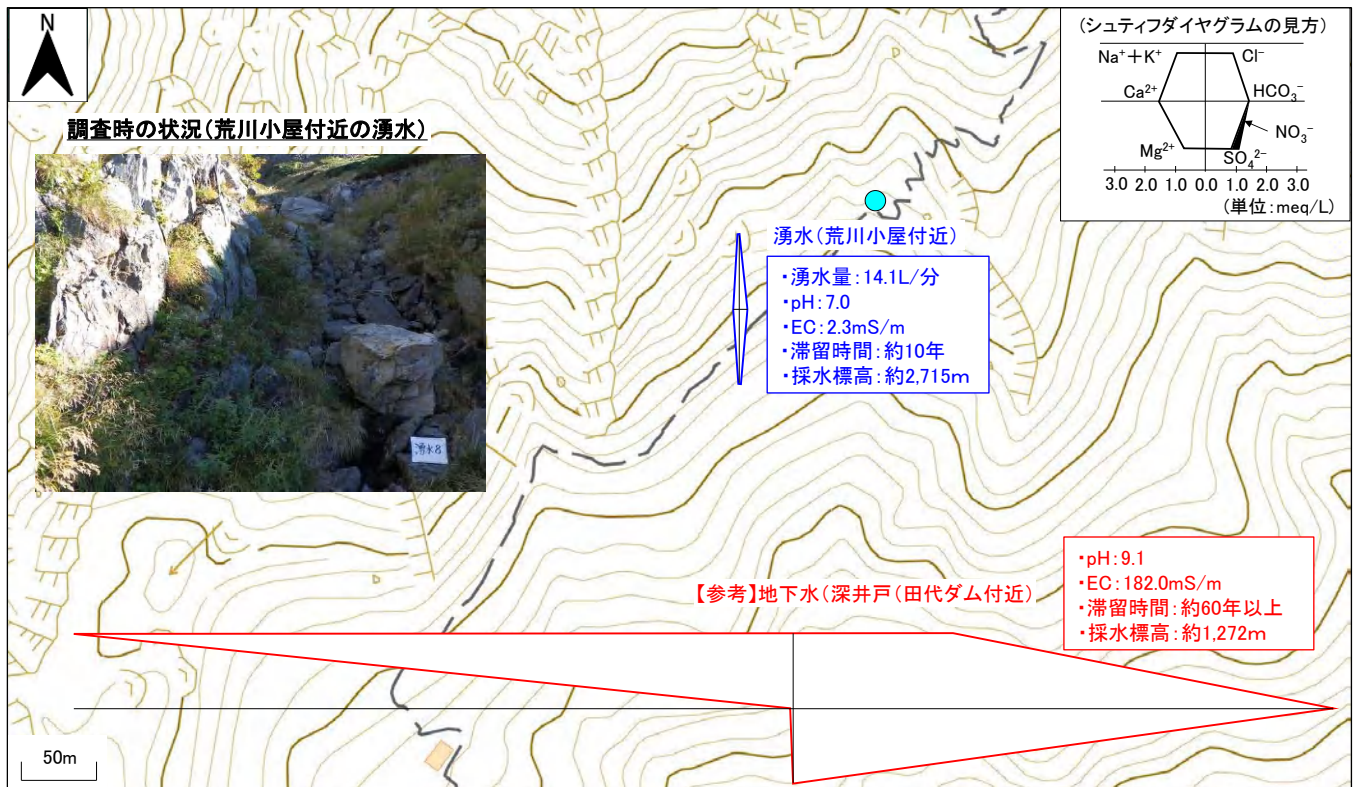 N
調査時の状況(荒川小屋付近の湧水)
湧水8
(シュティフダイヤグラムの見方)
Na⁺+K⁺
Cl⁻
Ca²⁺
HCO₃⁻
NO₃⁻
Mg²⁺
SO₄²⁻
3.0 2.0 1.0 0.0 1.0 2.0 3.0
(単位:meq/L)
湧水(荒川小屋付近)
・湧水量:14.1L/分
・pH:7.0
・EC:2.3mS/m
・滞留時間:約10年
・採水標高:約2,715m
【参考】地下水(深井戸(田代ダム付近)
・pH:9.1
・EC:182.0mS/m
・滞留時間:約60年以上
・採水標高:約1,272m
50m